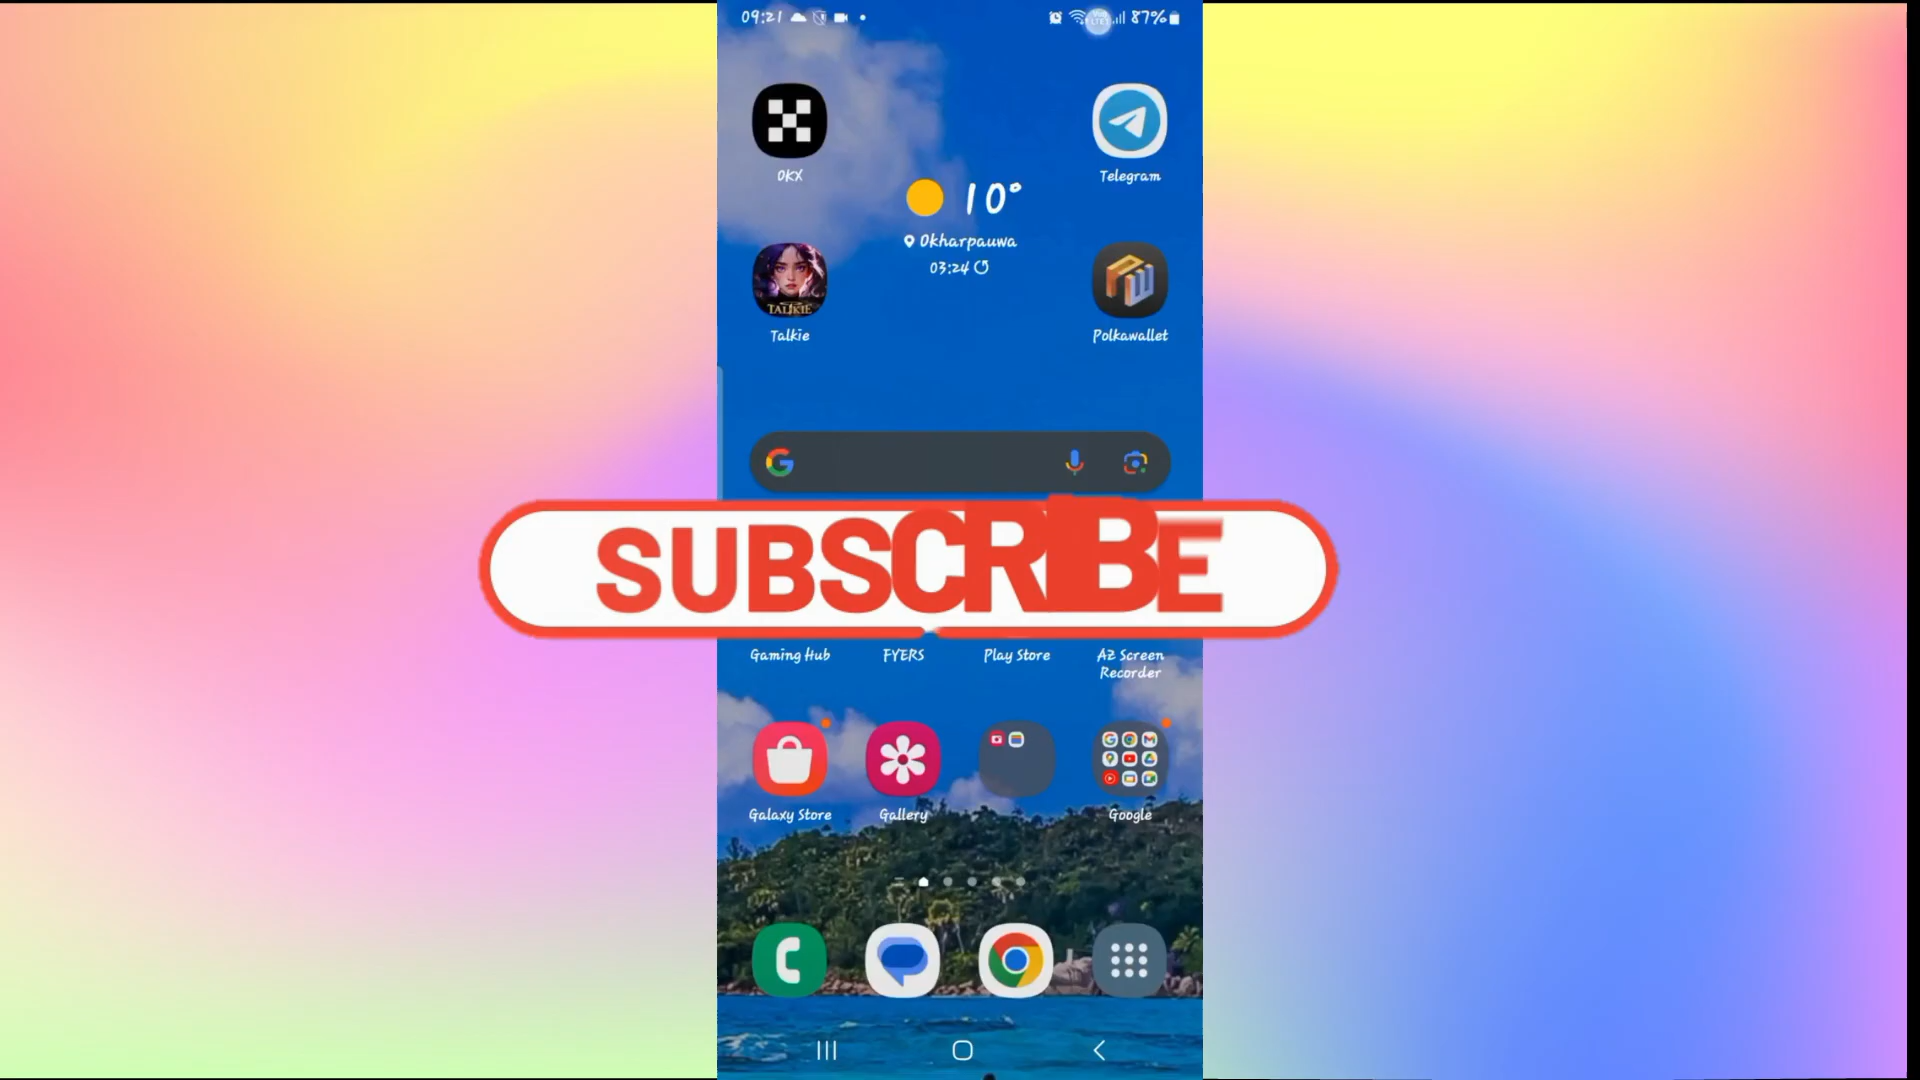 09:21
87%
OKX
Telegram
10°
Okharpauwa
03:24
TALKIE
Talkie
Polkawallet
SUBSCRIBE
Gaming Hub
FYERS
Play Store
AZ Screen
Recorder
Galaxy Store
Gallery
Google